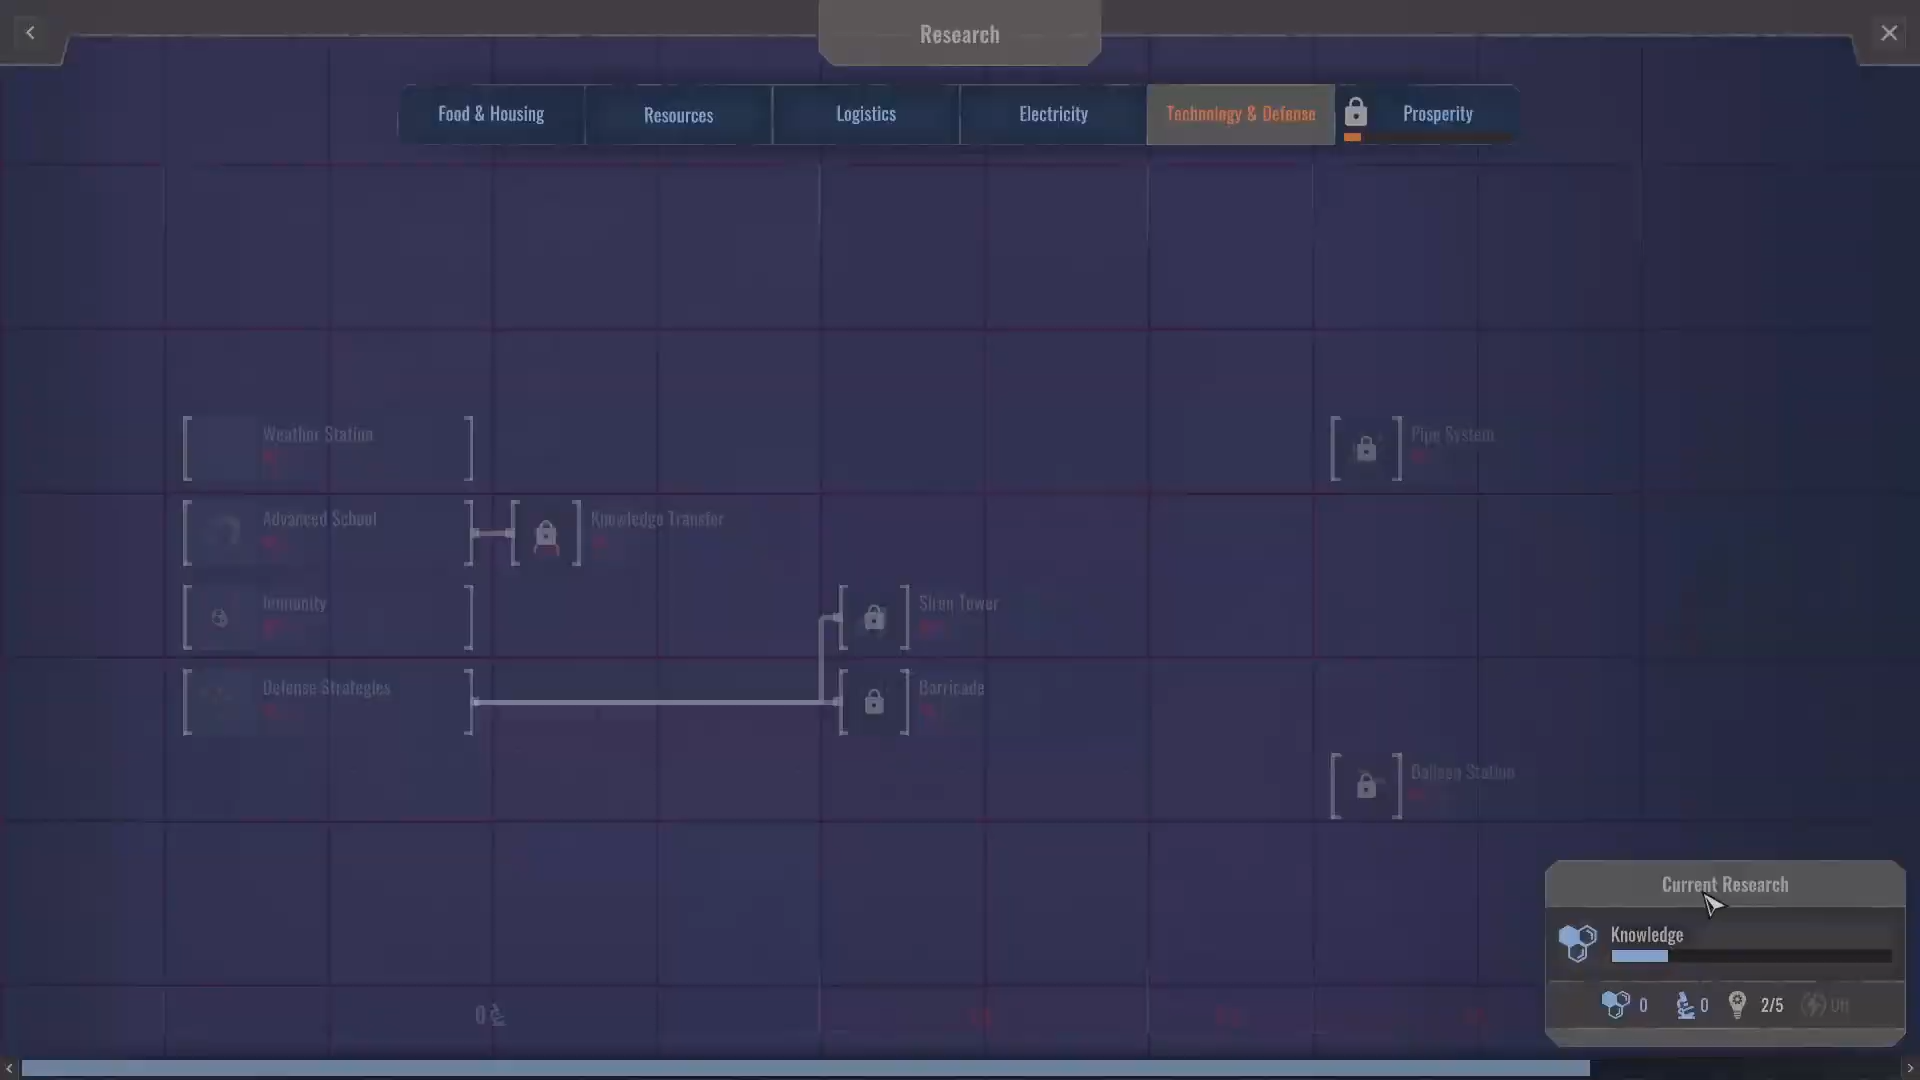 Research
Food & Housing
Resources
Logistics
Electricity
Technology & Defense
Prosperity
Weather Station
Pipe System
Advanced School
Knowledge Transfer
Immunity
Siren Tower
Defense Strategies
Barricade
Balloon Station
Current Research
Knowledge
0
0
2/5
Off
0